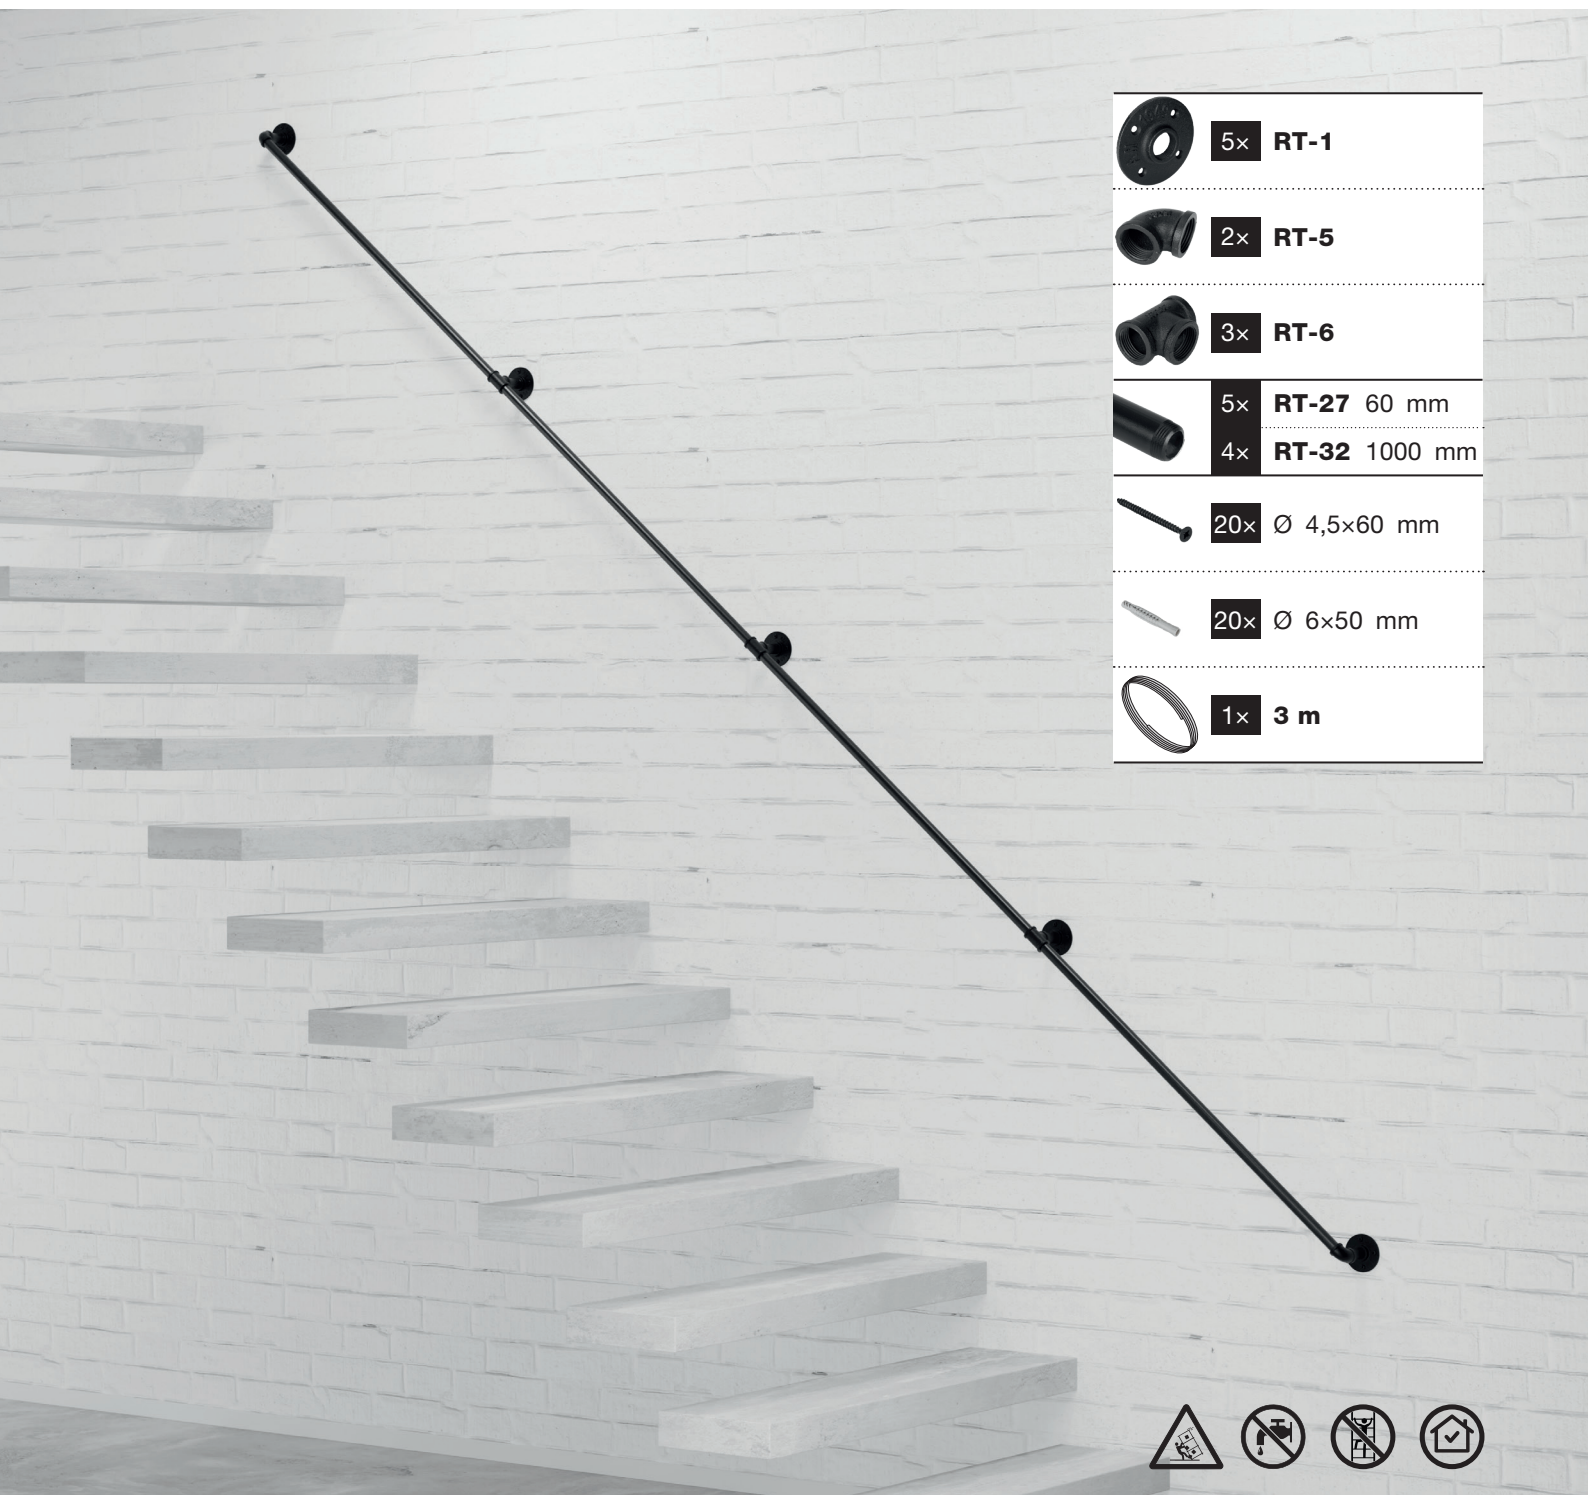 5× RT-1
2× RT-5
3× RT-6
5× RT-27 60 mm
4× RT-32 1000 mm
20× Ø 4,5×60 mm
20× Ø 6×50 mm
1× 3 m